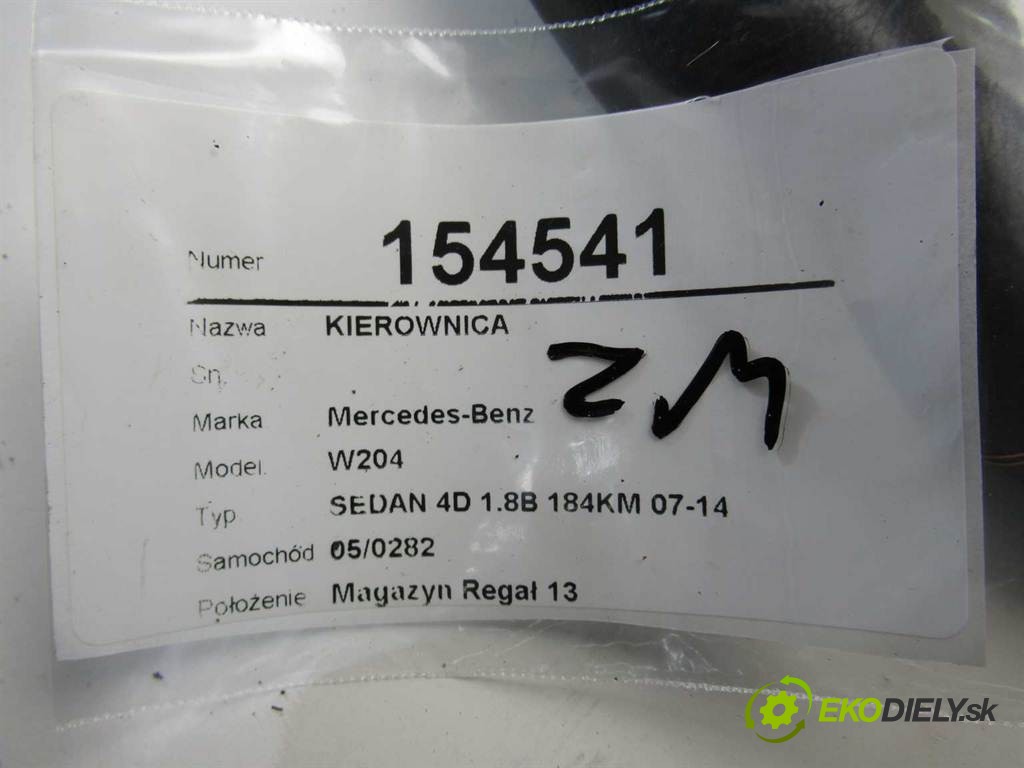 Numer 154541
Nazwa KIEROWNICA
Sn.
Marka Mercedes-Benz
Model. W204
Typ SEDAN 4D 1.8B 184KM 07-14
Samochód 05/0282
Położenie Magazyn Regał 13
EKODIELY.sk